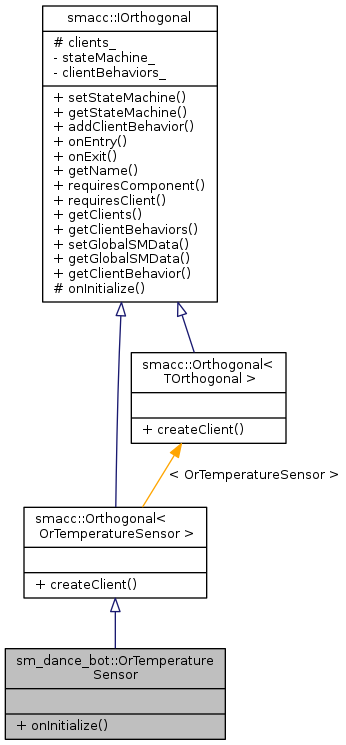 smacc::IOrthogonal
# clients_
- stateMachine_
- clientBehaviors_
+ setStateMachine()
+ getStateMachine()
+ addClientBehavior()
+ onEntry()
+ onExit()
+ getName()
+ requiresComponent()
+ requiresClient()
+ getClients()
+ getClientBehaviors()
+ setGlobalSMData()
+ getGlobalSMData()
+ getClientBehavior()
# onInitialize()
smacc::Orthogonal<
TOrthogonal >
+ createClient()
< OrTemperatureSensor >
smacc::Orthogonal<
OrTemperatureSensor >
+ createClient()
sm_dance_bot::OrTemperature
Sensor
+ onInitialize()